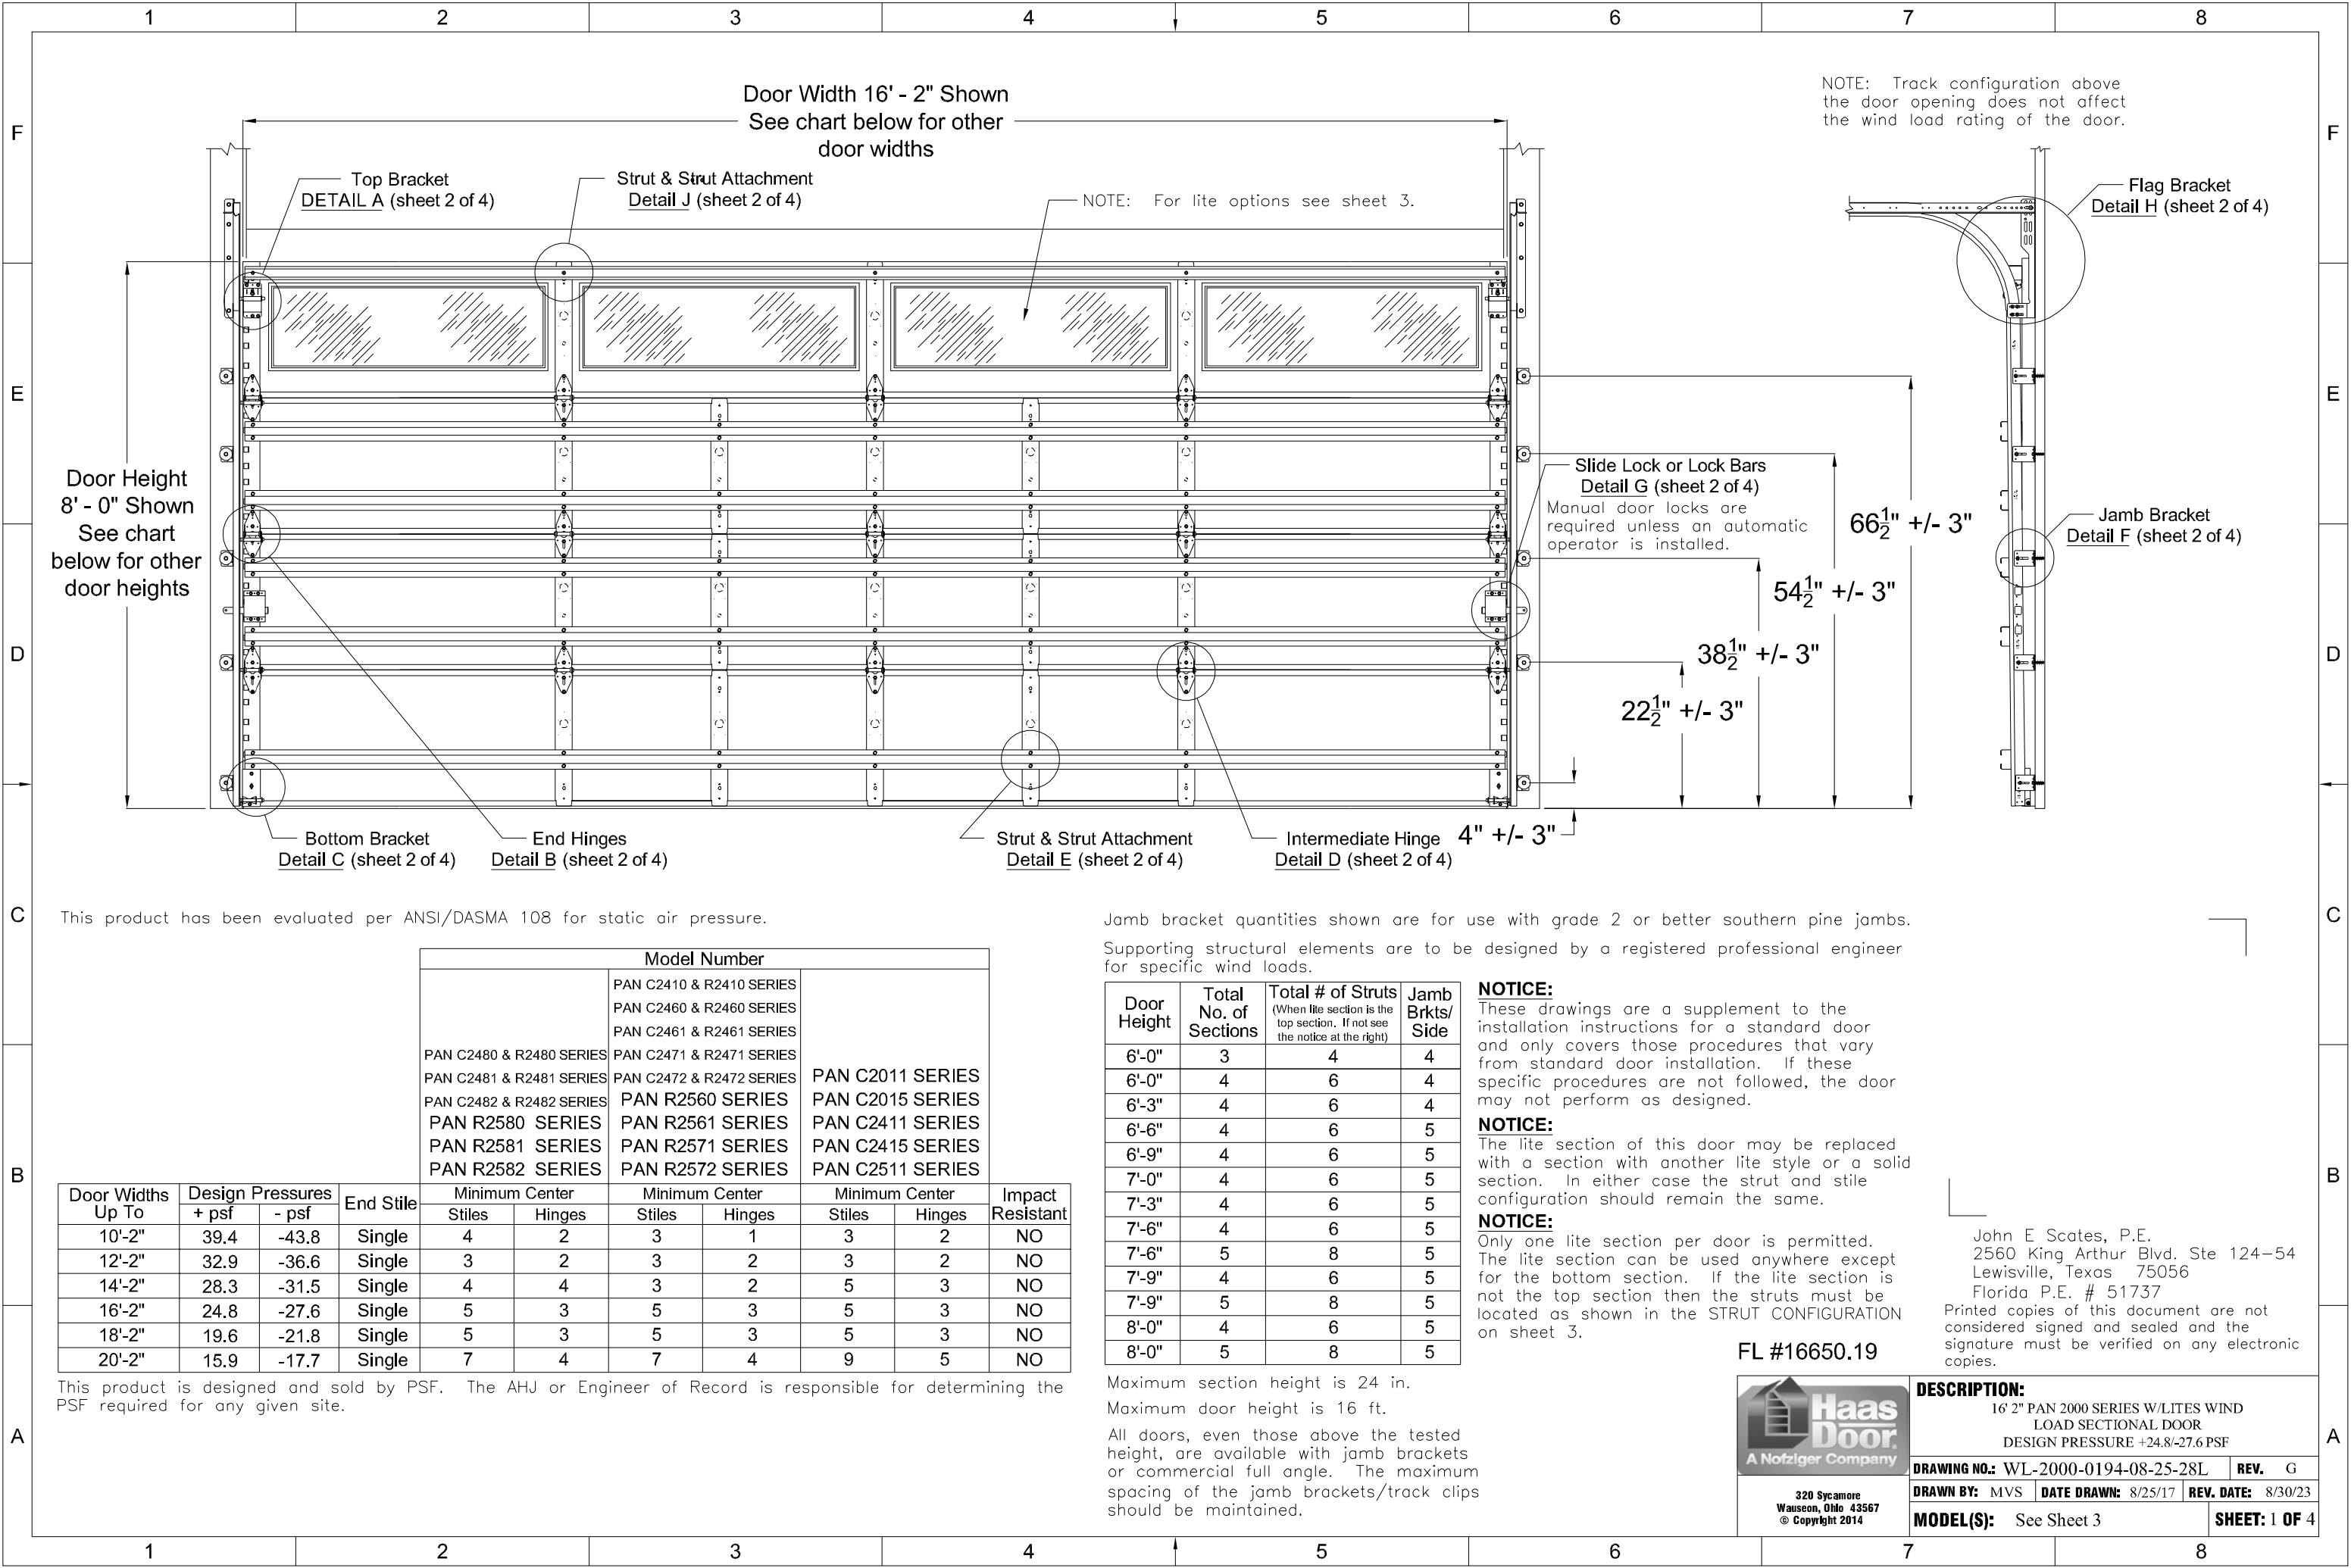 1 2 3 4 5 6 7 8
F F
E E
D D
C C
B B
A A
Door Width 16' - 2" Shown
See chart below for other
door widths
NOTE: Track configuration above
the door opening does not affect
the wind load rating of the door.
Top Bracket
DETAIL A (sheet 2 of 4)
Strut & Strut Attachment
Detail J (sheet 2 of 4)
NOTE: For lite options see sheet 3.
Flag Bracket
Detail H (sheet 2 of 4)
Door Height
8' - 0" Shown
See chart
below for other
door heights
Slide Lock or Lock Bars
Detail G (sheet 2 of 4)
Manual door locks are
required unless an automatic
operator is installed.
66 1/2" +/- 3"
54 1/2" +/- 3"
38 1/2" +/- 3"
22 1/2" +/- 3"
4" +/- 3"
Jamb Bracket
Detail F (sheet 2 of 4)
Bottom Bracket
Detail C (sheet 2 of 4)
End Hinges
Detail B (sheet 2 of 4)
Strut & Strut Attachment
Detail E (sheet 2 of 4)
Intermediate Hinge
Detail D (sheet 2 of 4)
This product has been evaluated per ANSI/DASMA 108 for static air pressure.
Model Number
PAN C2480 & R2480 SERIES
PAN C2481 & R2481 SERIES
PAN C2482 & R2482 SERIES
PAN R2580 SERIES
PAN R2581 SERIES
PAN R2582 SERIES
PAN C2410 & R2410 SERIES
PAN C2460 & R2460 SERIES
PAN C2461 & R2461 SERIES
PAN C2471 & R2471 SERIES
PAN C2472 & R2472 SERIES
PAN R2560 SERIES
PAN R2561 SERIES
PAN R2571 SERIES
PAN R2572 SERIES
PAN C2011 SERIES
PAN C2015 SERIES
PAN C2411 SERIES
PAN C2415 SERIES
PAN C2511 SERIES
Door Widths Up To | Design Pressures | End Stile | Minimum Center | Minimum Center | Minimum Center | Impact Resistant
+ psf | - psf | Stiles | Hinges | Stiles | Hinges | Stiles | Hinges
10'-2" 39.4 -43.8 Single 4 2 3 1 3 2 NO
12'-2" 32.9 -36.6 Single 3 2 3 2 3 2 NO
14'-2" 28.3 -31.5 Single 4 4 3 2 5 3 NO
16'-2" 24.8 -27.6 Single 5 3 5 3 5 3 NO
18'-2" 19.6 -21.8 Single 5 3 5 3 5 3 NO
20'-2" 15.9 -17.7 Single 7 4 7 4 9 5 NO
This product is designed and sold by PSF. The AHJ or Engineer of Record is responsible for determining the
PSF required for any given site.
Jamb bracket quantities shown are for use with grade 2 or better southern pine jambs.
Supporting structural elements are to be designed by a registered professional engineer
for specific wind loads.
Door Height | Total No. of Sections | Total # of Struts (When lite section is the top section. If not see the notice at the right) | Jamb Brkts/ Side
6'-0" 3 4 4
6'-0" 4 6 4
6'-3" 4 6 4
6'-6" 4 6 5
6'-9" 4 6 5
7'-0" 4 6 5
7'-3" 4 6 5
7'-6" 4 6 5
7'-6" 5 8 5
7'-9" 4 6 5
7'-9" 5 8 5
8'-0" 4 6 5
8'-0" 5 8 5
Maximum section height is 24 in.
Maximum door height is 16 ft.
All doors, even those above the tested
height, are available with jamb brackets
or commercial full angle. The maximum
spacing of the jamb brackets/track clips
should be maintained.
NOTICE:
These drawings are a supplement to the
installation instructions for a standard door
and only covers those procedures that vary
from standard door installation. If these
specific procedures are not followed, the door
may not perform as designed.
NOTICE:
The lite section of this door may be replaced
with a section with another lite style or a solid
section. In either case the strut and stile
configuration should remain the same.
NOTICE:
Only one lite section per door is permitted.
The lite section can be used anywhere except
for the bottom section. If the lite section is
not the top section then the struts must be
located as shown in the STRUT CONFIGURATION
on sheet 3.
FL #16650.19
John E Scates, P.E.
2560 King Arthur Blvd. Ste 124-54
Lewisville, Texas 75056
Florida P.E. # 51737
Printed copies of this document are not
considered signed and sealed and the
signature must be verified on any electronic
copies.
Haas
Door
A Nofziger Company
320 Sycamore
Wauseon, Ohio 43567
© Copyright 2014
DESCRIPTION:
16' 2" PAN 2000 SERIES W/LITES WIND
LOAD SECTIONAL DOOR
DESIGN PRESSURE +24.8/-27.6 PSF
DRAWING NO.: WL-2000-0194-08-25-28L REV. G
DRAWN BY: MVS DATE DRAWN: 8/25/17 REV. DATE: 8/30/23
MODEL(S): See Sheet 3 SHEET: 1 OF 4
1 2 3 4 5 6 7 8